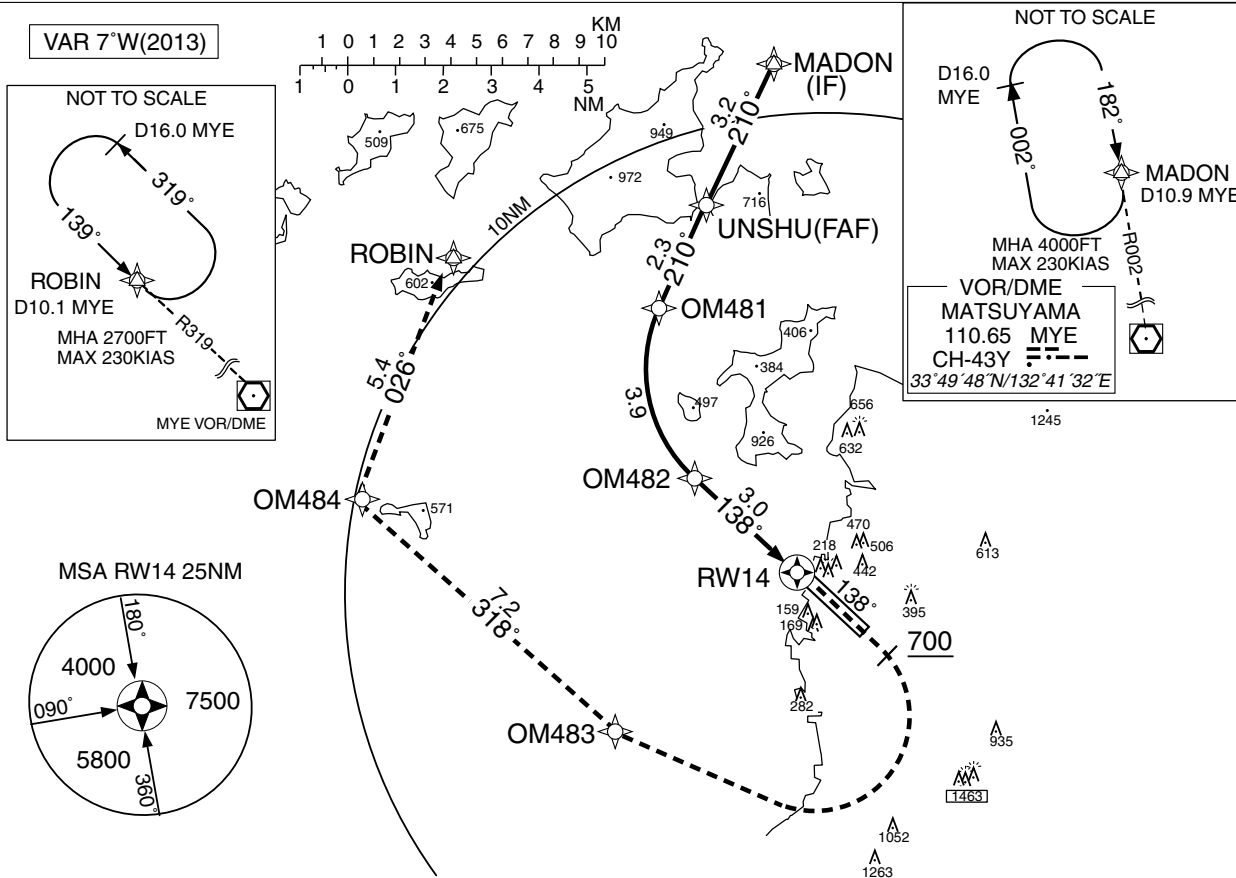 VAR 7°W(2013)
1 0 1 2 3 4 5 6 7 8 9 10
KM
1 0 1 2 3 4 5
NM
NOT TO SCALE
D16.0 MYE
319°
139°
ROBIN
D10.1 MYE
MHA 2700FT
MAX 230KIAS
R319
MYE VOR/DME
NOT TO SCALE
D16.0
MYE
182°
002°
MADON
D10.9 MYE
MHA 4000FT
MAX 230KIAS
R002
VOR/DME
MATSUYAMA
110.65 MYE
CH-43Y
33°49´48˝N/132°41´32˝E
MADON
(IF)
3.2
210°
949
509
675
972
716
10NM
UNSHU(FAF)
ROBIN
602
2.3
210°
OM481
406
384
5.4
026°
3.9
497
926
656
632
1245
OM482
OM484
571
3.0
138°
470
506
218
442
613
RW14
138°
395
159
169
700
7.2
318°
282
OM483
935
1463
1052
1263
MSA RW14 25NM
180°
4000
7500
090°
5800
360°